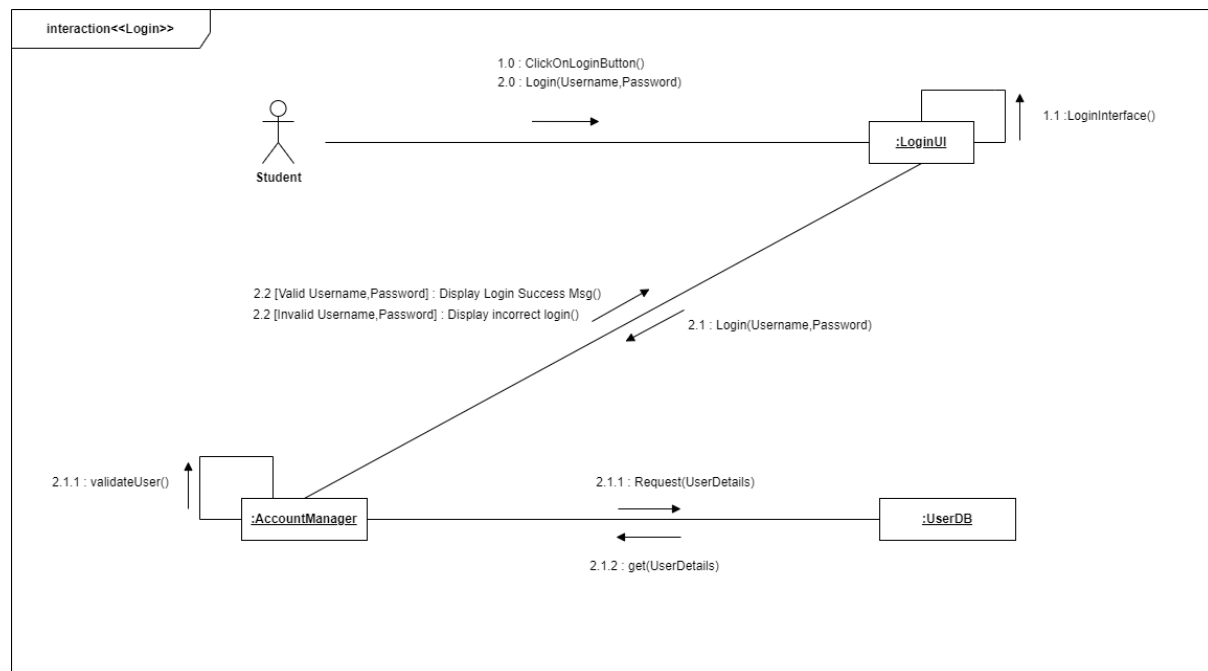 interaction<<Login>>
1.0 : ClickOnLoginButton()
2.0 : Login(Username,Password)
1.1 :LoginInterface()
:LoginUI
Student
2.2 [Valid Username,Password] : Display Login Success Msg()
2.2 [Invalid Username,Password] : Display incorrect login()
2.1 : Login(Username,Password)
2.1.1 : validateUser()
2.1.1 : Request(UserDetails)
:AccountManager
:UserDB
2.1.2 : get(UserDetails)